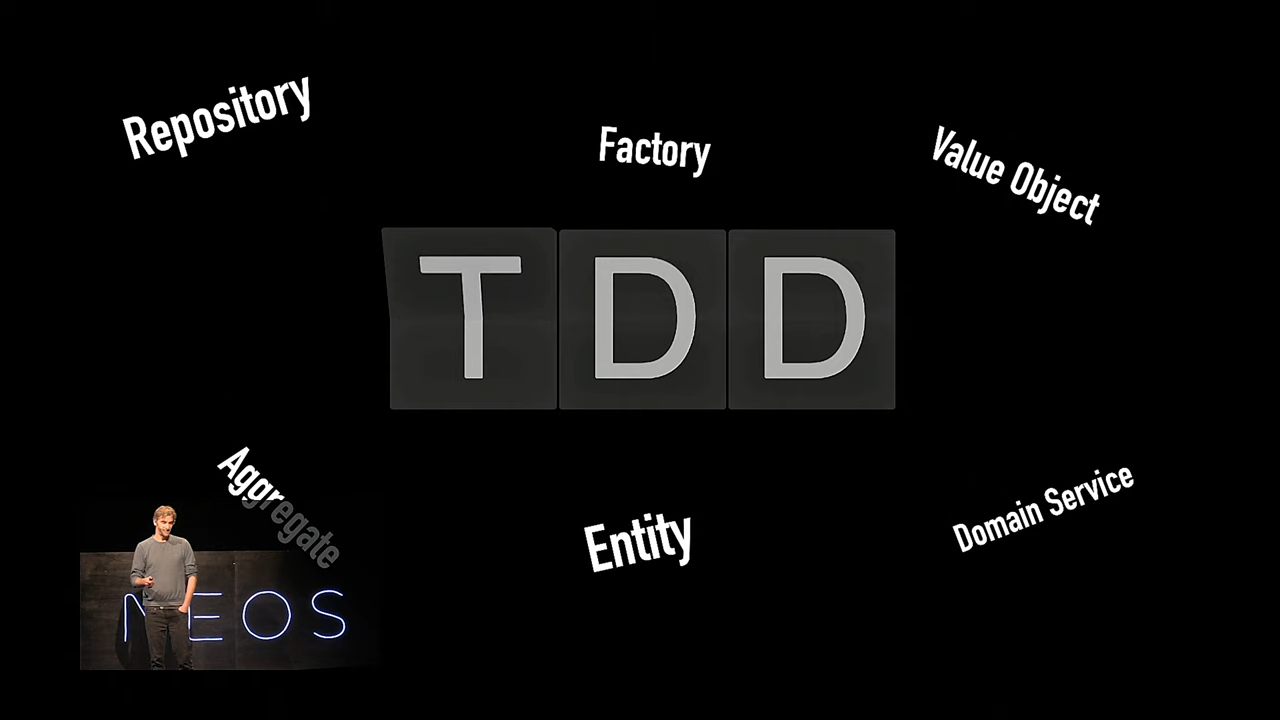 Repository
Factory
Value Object
TDD
Aggregate
Entity
Domain Service
NEOS